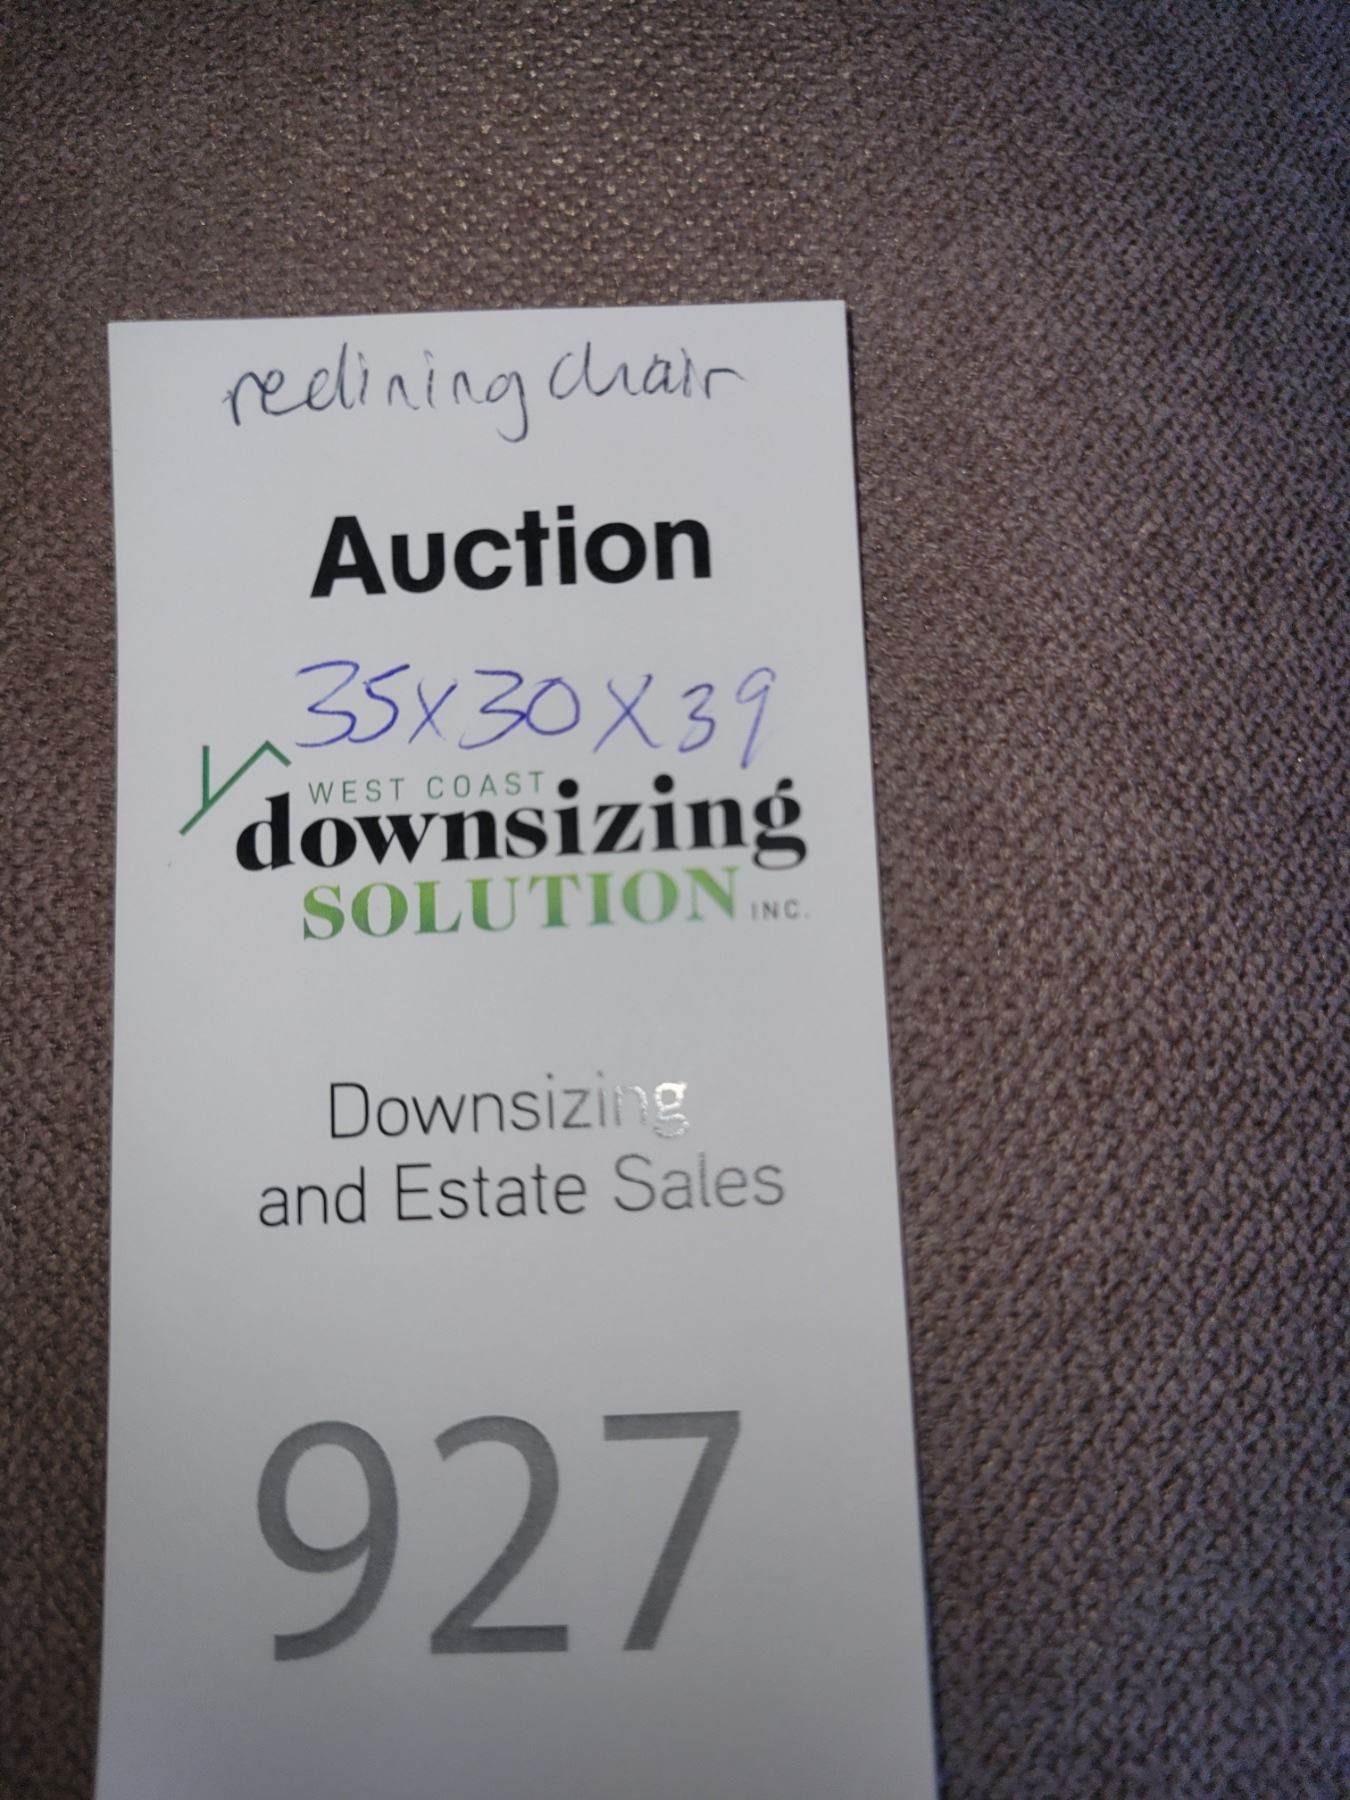 reclining chair
Auction
35x30x39
WEST COAST
downsizing
SOLUTION INC.
Downsizing
and Estate Sales
927